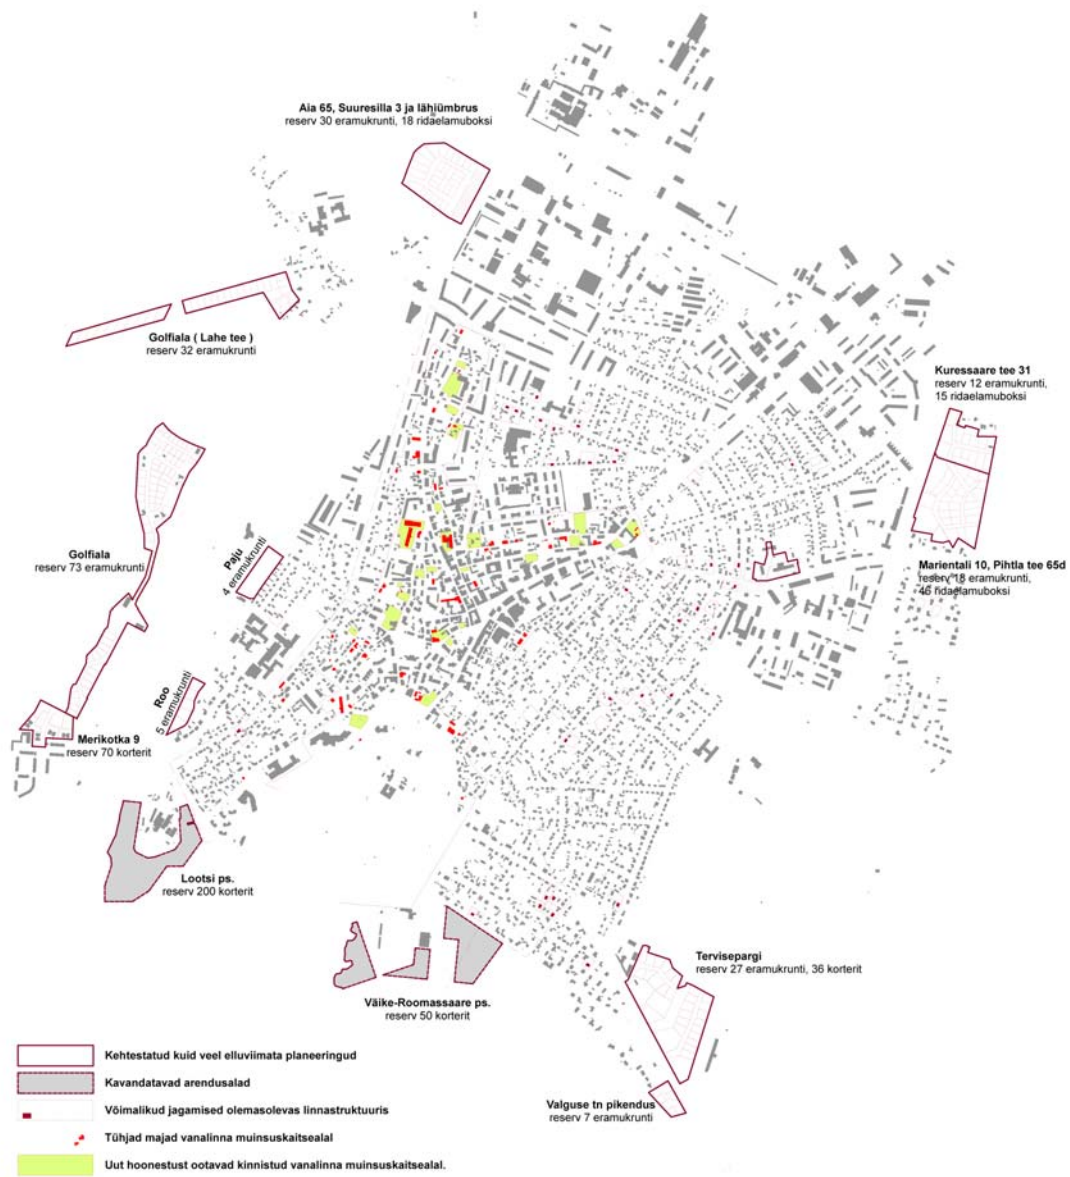 Aia 65, Suuresilla 3 ja lähiümbrus
reserv 30 eramukrunti, 18 ridaelamuboksi
Golfiala ( Lahe tee )
reserv 32 eramukrunti
Kuressaare tee 31
reserv 12 eramukrunti,
15 ridaelamuboksi
Golfiala
reserv 73 eramukrunti
Paju
4 eramukrunti
Marientali 10, Pihtla tee 65d
reserv 18 eramukrunti,
46 ridaelamuboksi
Roo
5 eramukrunti
Merikotka 9
reserv 70 korterit
Lootsi ps.
reserv 200 korterit
Tervisepargi
reserv 27 eramukrunti, 36 korterit
Väike-Roomassaare ps.
reserv 50 korterit
Valguse tn pikendus
reserv 7 eramukrunti
Kehtestatud kuid veel elluviimata planeeringud
Kavandatavad arendusalad
Võimalikud jagamised olemasolevas linnastruktuuris
Tühjad majad vanalinna muinsuskaitsealal
Uut hoonestust ootavad kinnistud vanalinna muinsuskaitsealal.